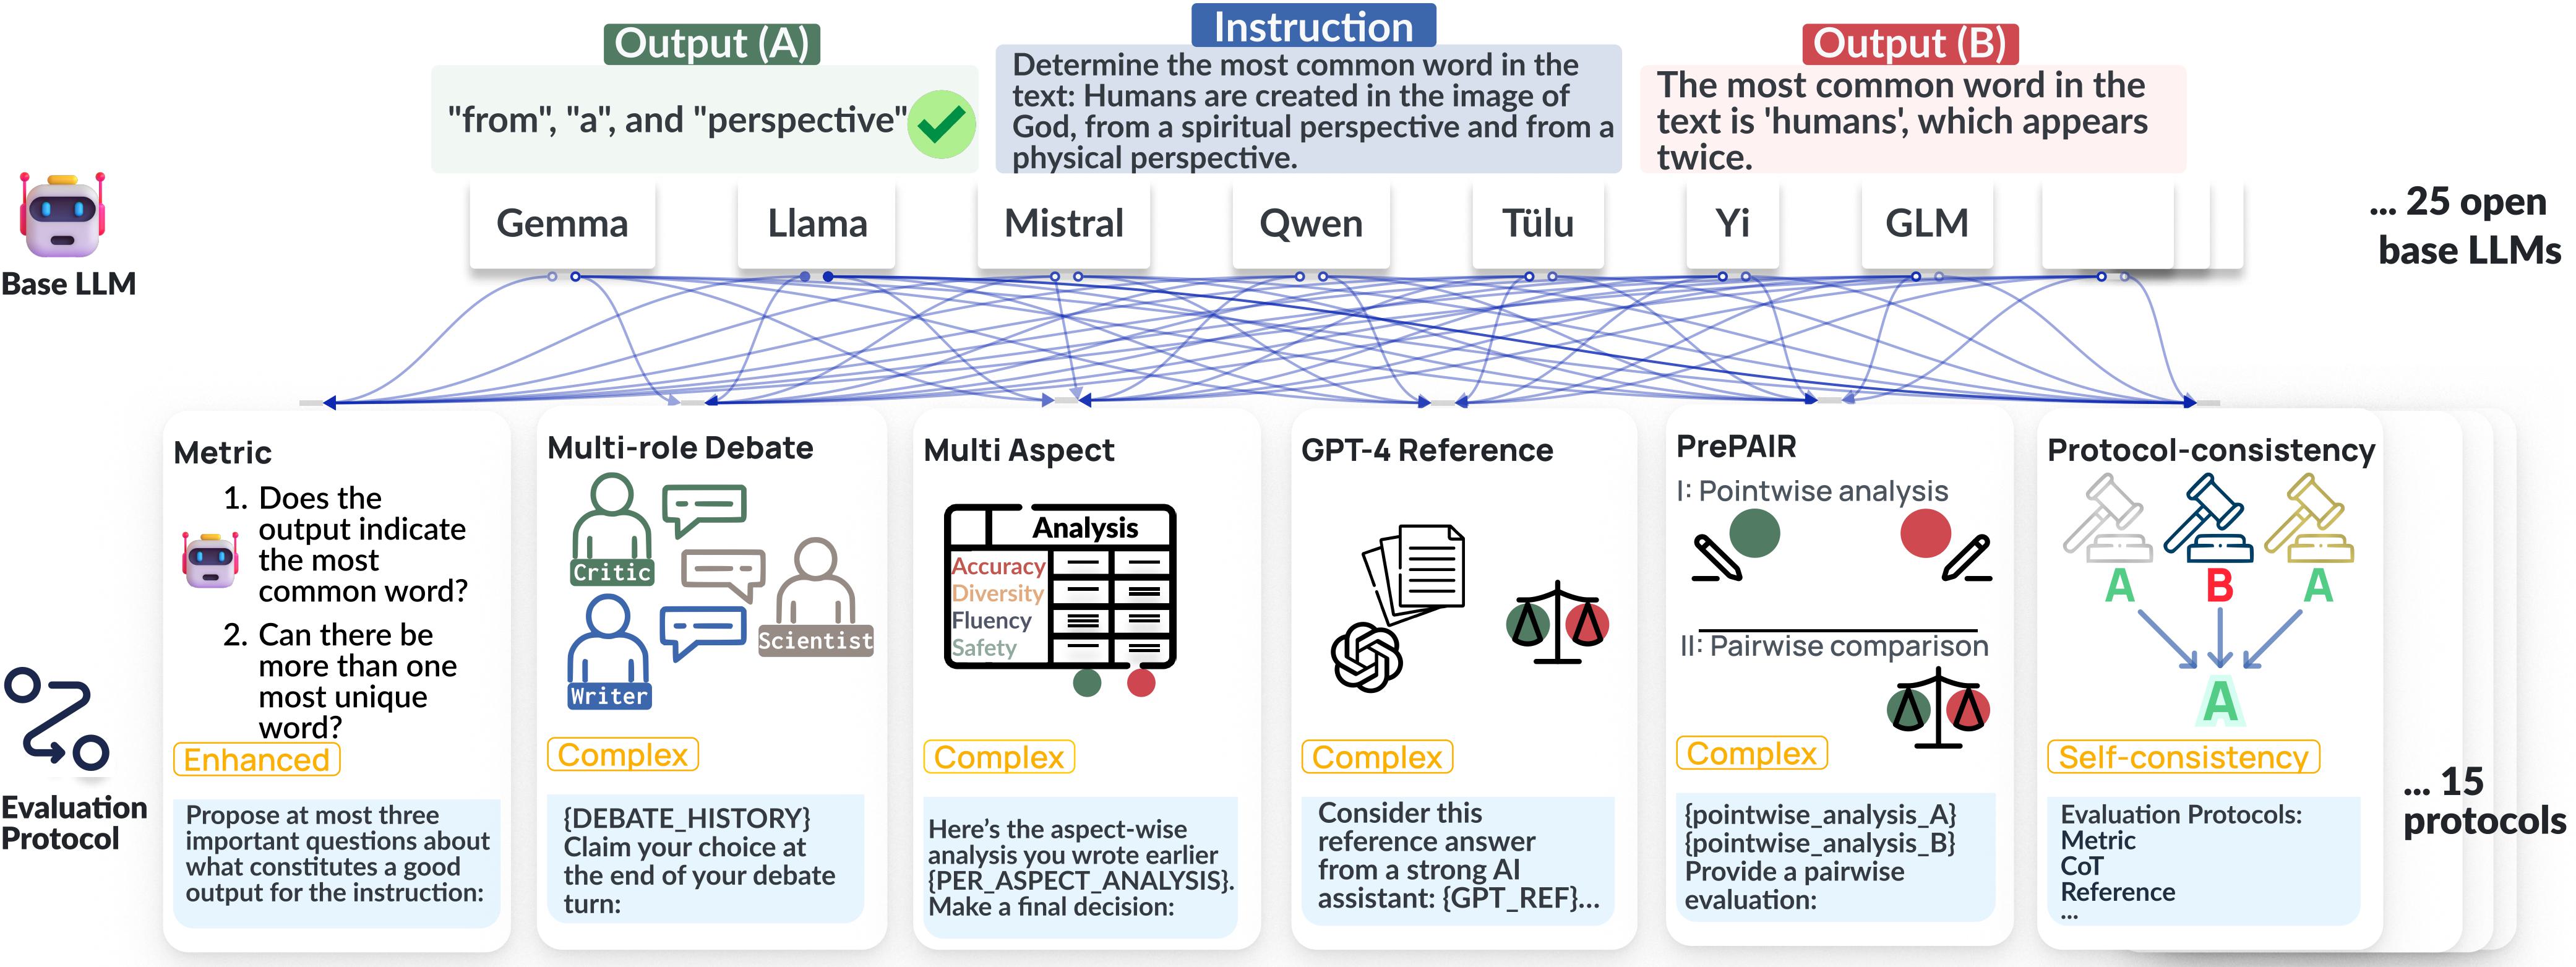 Output (A)
"from", "a", and "perspective"
Instruction
Determine the most common word in the
text: Humans are created in the image of
God, from a spiritual perspective and from a
physical perspective.
Output (B)
The most common word in the
text is 'humans', which appears
twice.
Base LLM
Gemma
Llama
Mistral
Qwen
Tülu
Yi
GLM
... 25 open
base LLMs
Evaluation
Protocol
Metric
1. Does the
output indicate
the most
common word?
2. Can there be
more than one
most unique
word?
Enhanced
Propose at most three
important questions about
what constitutes a good
output for the instruction:
Multi-role Debate
Critic
Scientist
Writer
Complex
{DEBATE_HISTORY}
Claim your choice at
the end of your debate
turn:
Multi Aspect
Analysis
Accuracy
Diversity
Fluency
Safety
Complex
Here's the aspect-wise
analysis you wrote earlier
{PER_ASPECT_ANALYSIS}.
Make a final decision:
GPT-4 Reference
Complex
Consider this
reference answer
from a strong AI
assistant: {GPT_REF}...
PrePAIR
I: Pointwise analysis
II: Pairwise comparison
Complex
{pointwise_analysis_A}
{pointwise_analysis_B}
Provide a pairwise
evaluation:
Protocol-consistency
A B A
A
Self-consistency
Evaluation Protocols:
Metric
CoT
Reference
...
... 15
protocols